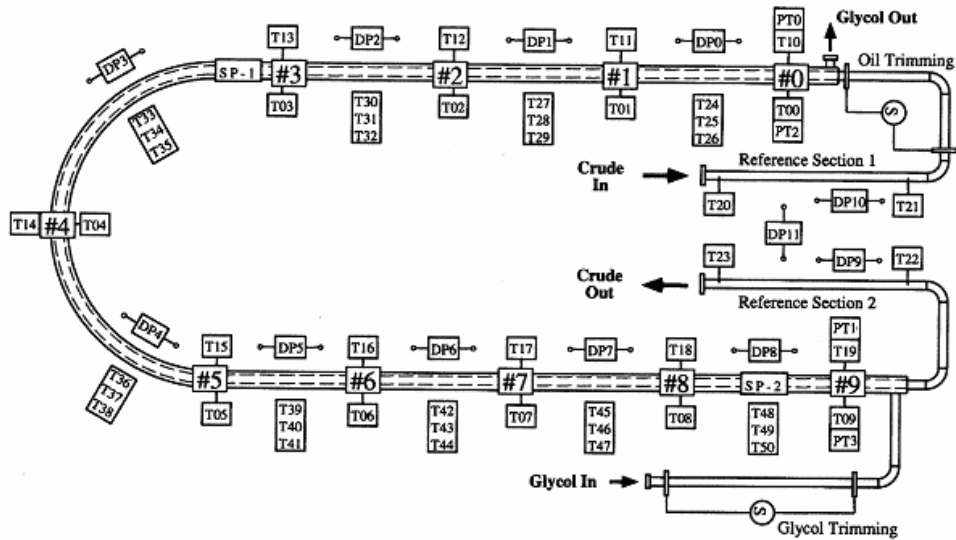 PT0
Glycol Out
T13
DP2
T12
DP1
T11
DP0
T10
Oil Trimming
DP3
SP-1
#3
#2
#1
#0
T03
T02
T01
T00
PT2
S
T30
T31
T32
T27
T28
T29
T24
T25
T26
T33
T34
T35
Reference Section 1
Crude
In
T20
DP10
T21
T14
#4
T04
DP11
T23
DP9
T22
Crude
Out
Reference Section 2
DP4
PT1
T15
DP5
T16
DP6
T17
DP7
T18
DP8
T19
#5
#6
#7
#8
SP-2
#9
T36
T37
T38
T05
T39
T40
T41
T06
T42
T43
T44
T07
T45
T46
T47
T08
T48
T49
T50
T09
PT3
Glycol In
S
Glycol Trimming